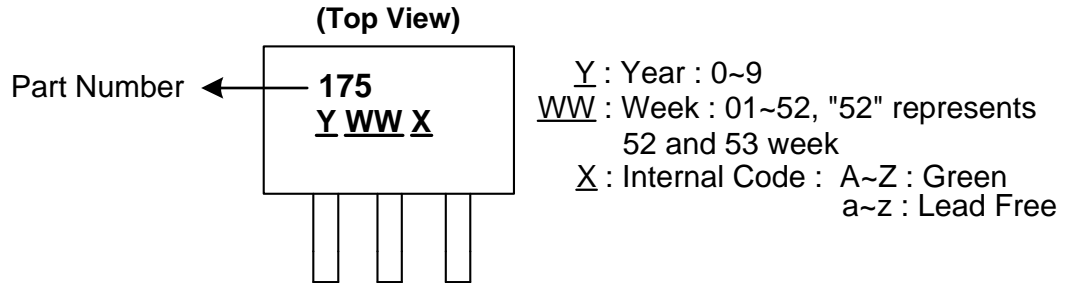 (Top View)
Part Number
175
Y WW X
Y : Year : 0~9
WW : Week : 01~52, "52" represents
52 and 53 week
X : Internal Code : A~Z : Green
a~z : Lead Free